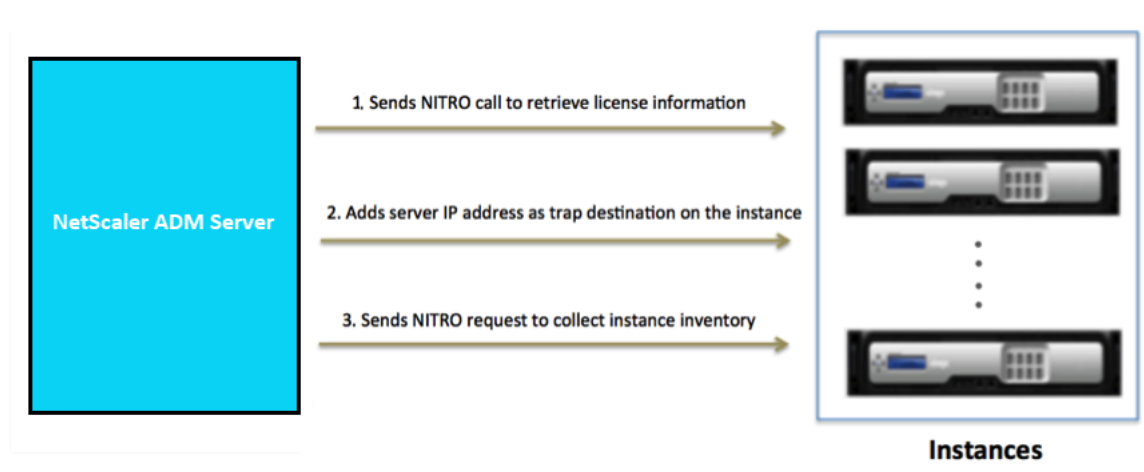 1. Sends NITRO call to retrieve license information
NetScaler ADM Server
2. Adds server IP address as trap destination on the instance
3. Sends NITRO request to collect instance inventory
Instances